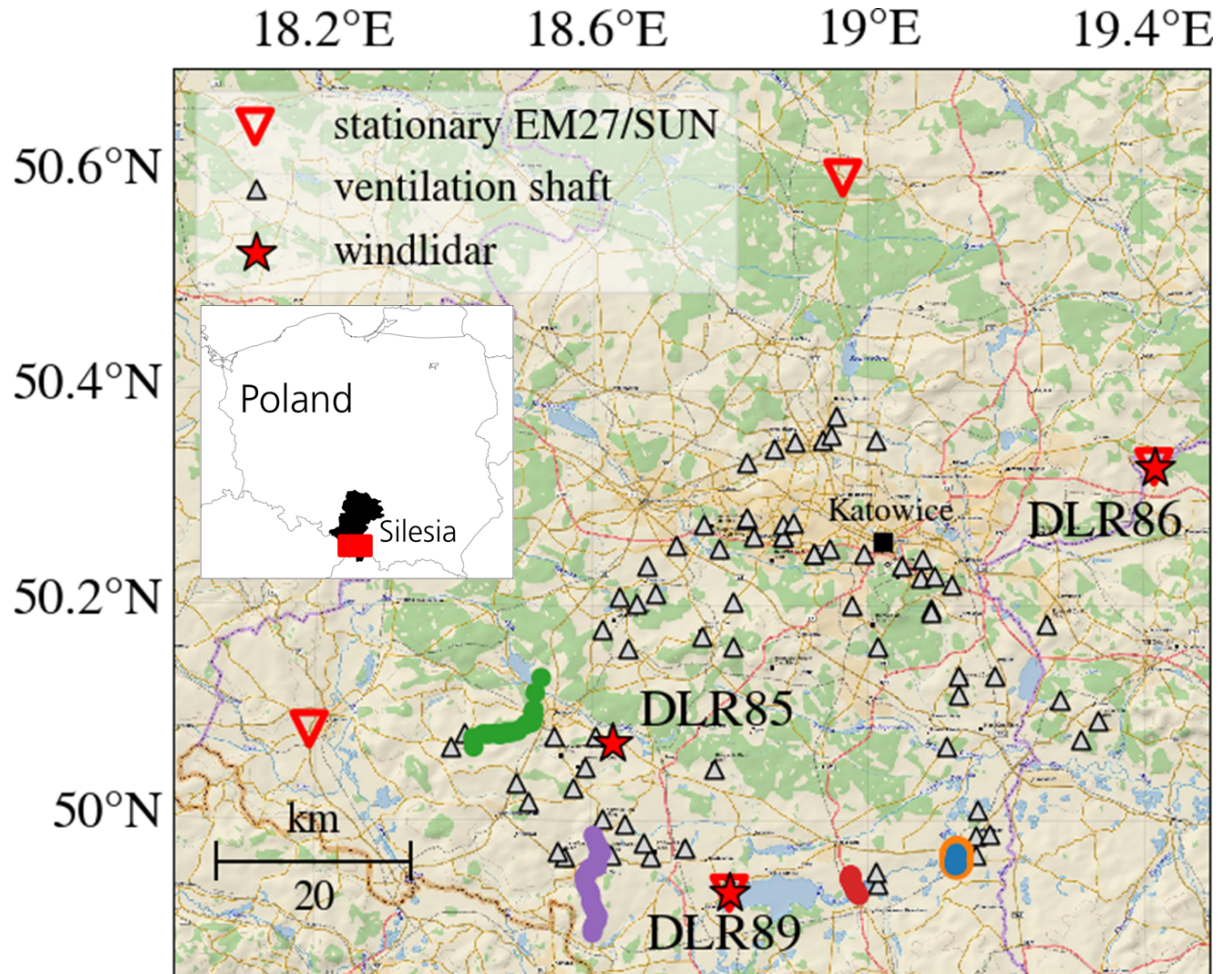 18.2°E 18.6°E 19°E 19.4°E
stationary EM27/SUN
50.6°N
ventilation shaft
windlidar
50.4°N
Poland
Katowice
DLR86
Silesia
50.2°N
DLR85
50°N
km
20
DLR89